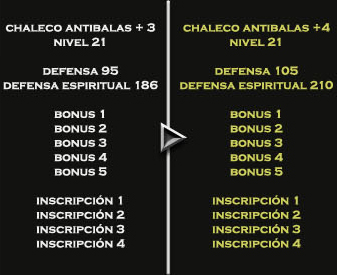 CHALECO ANTIBALAS + 3
NIVEL 21
DEFENSA 95
DEFENSA ESPIRITUAL 186
BONUS 1
BONUS 2
BONUS 3
BONUS 4
BONUS 5
INSCRIPCIÓN 1
INSCRIPCIÓN 2
INSCRIPCIÓN 3
INSCRIPCIÓN 4
CHALECO ANTIBALAS +4
NIVEL 21
DEFENSA 105
DEFENSA ESPIRITUAL 210
BONUS 1
BONUS 2
BONUS 3
BONUS 4
BONUS 5
INSCRIPCIÓN 1
INSCRIPCIÓN 2
INSCRIPCIÓN 3
INSCRIPCIÓN 4